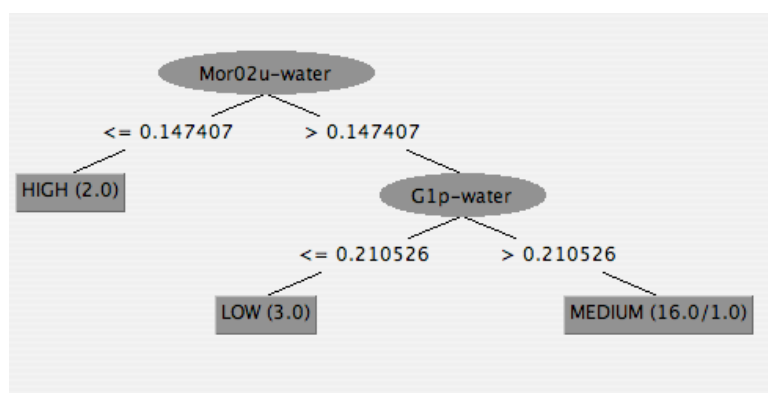 Mor02u-water
<= 0.147407
> 0.147407
HIGH (2.0)
G1p-water
<= 0.210526
> 0.210526
LOW (3.0)
MEDIUM (16.0/1.0)